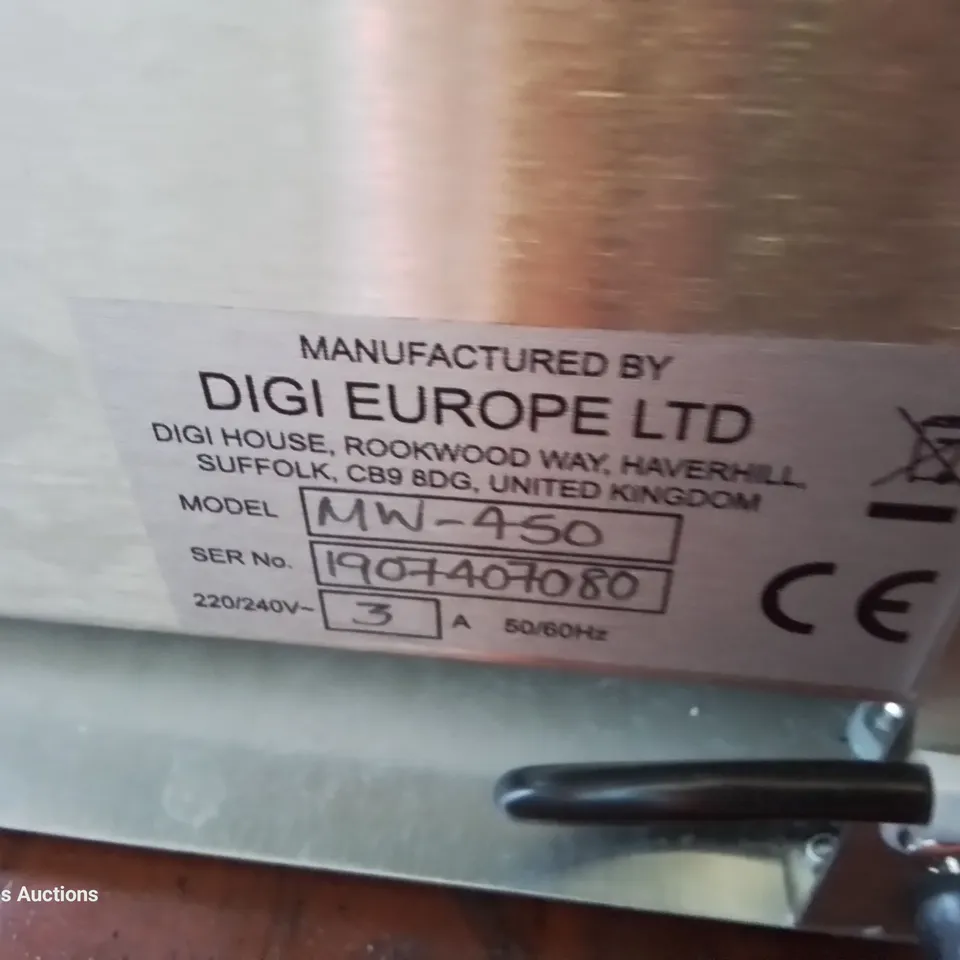 MANUFACTURED BY
DIGI EUROPE LTD
DIGI HOUSE, ROOKWOOD WAY, HAVERHILL,
SUFFOLK, CB9 8DG, UNITED KINGDOM
MODEL MW-450
SER No. 1907407080
220/240V~ 3 A 50/60Hz
CE
s Auctions